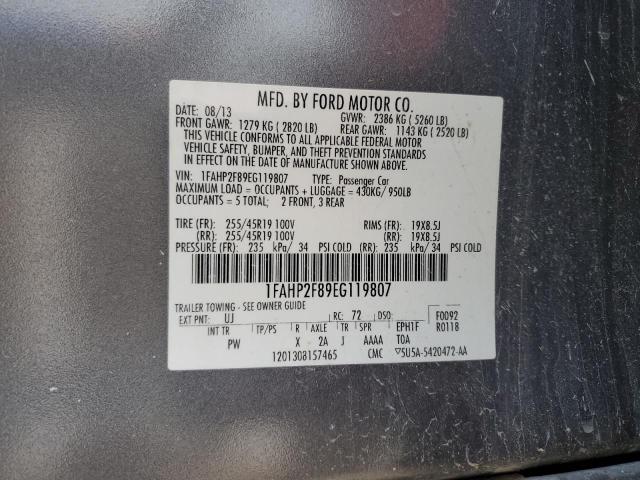 MFD. BY FORD MOTOR CO.
DATE: 08/13 GVWR: 2386 KG ( 5260 LB)
FRONT GAWR: 1279 KG ( 2820 LB) REAR GAWR: 1143 KG ( 2520 LB)
THIS VEHICLE CONFORMS TO ALL APPLICABLE FEDERAL MOTOR
VEHICLE SAFETY, BUMPER, AND THEFT PREVENTION STANDARDS
IN EFFECT ON THE DATE OF MANUFACTURE SHOWN ABOVE.
VIN: 1FAHP2F89EG119807 TYPE: Passenger Car
MAXIMUM LOAD = OCCUPANTS + LUGGAGE = 430KG/ 950LB
OCCUPANTS = 5 TOTAL; 2 FRONT, 3 REAR
TIRE (FR): 255/45R19 100V RIMS (FR): 19X8.5J
(RR): 255/45R19 100V (RR): 19X8.5J
PRESSURE (FR): 235 kPa/ 34 PSI COLD (RR): 235 kPa/34 PSI COLD
1FAHP2F89EG119807
TRAILER TOWING - SEE OWNER GUIDE
EXT PNT: UJ RC: 72 DSO: F0092
INT TR TP/PS R AXLE TR SPR EPH1F R0118
PW X 2A J AAAA TOA
1201308157465 CMC ▽5U5A-5420472-AA